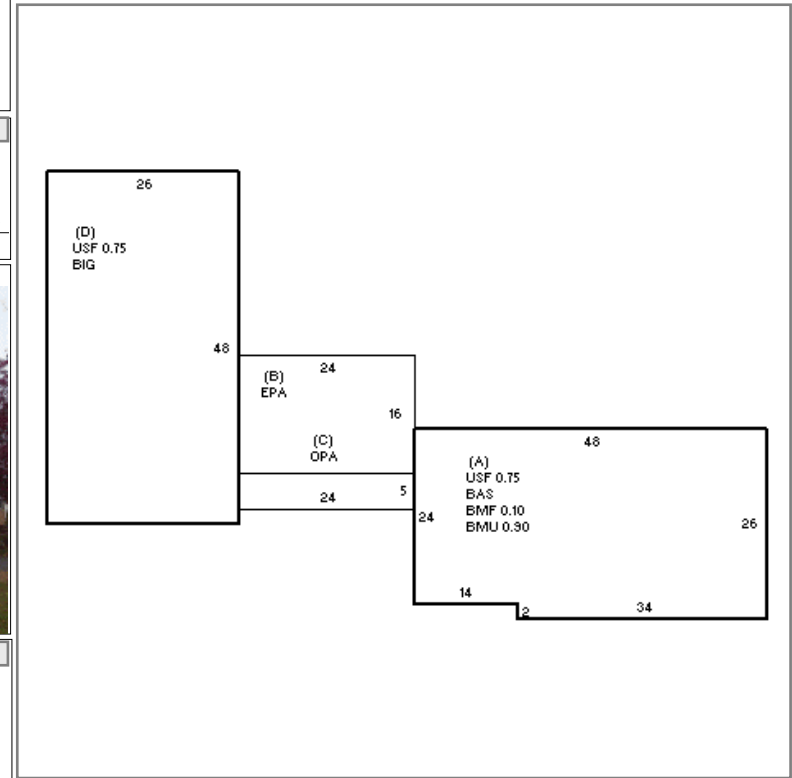 26
(D)
USF 0.75
BIG
48
24
(B)
EPA
16
(C)
OPA
48
(A)
USF 0.75
BAS
BMF 0.10
BMU 0.90
5
24
24
26
14
2
34